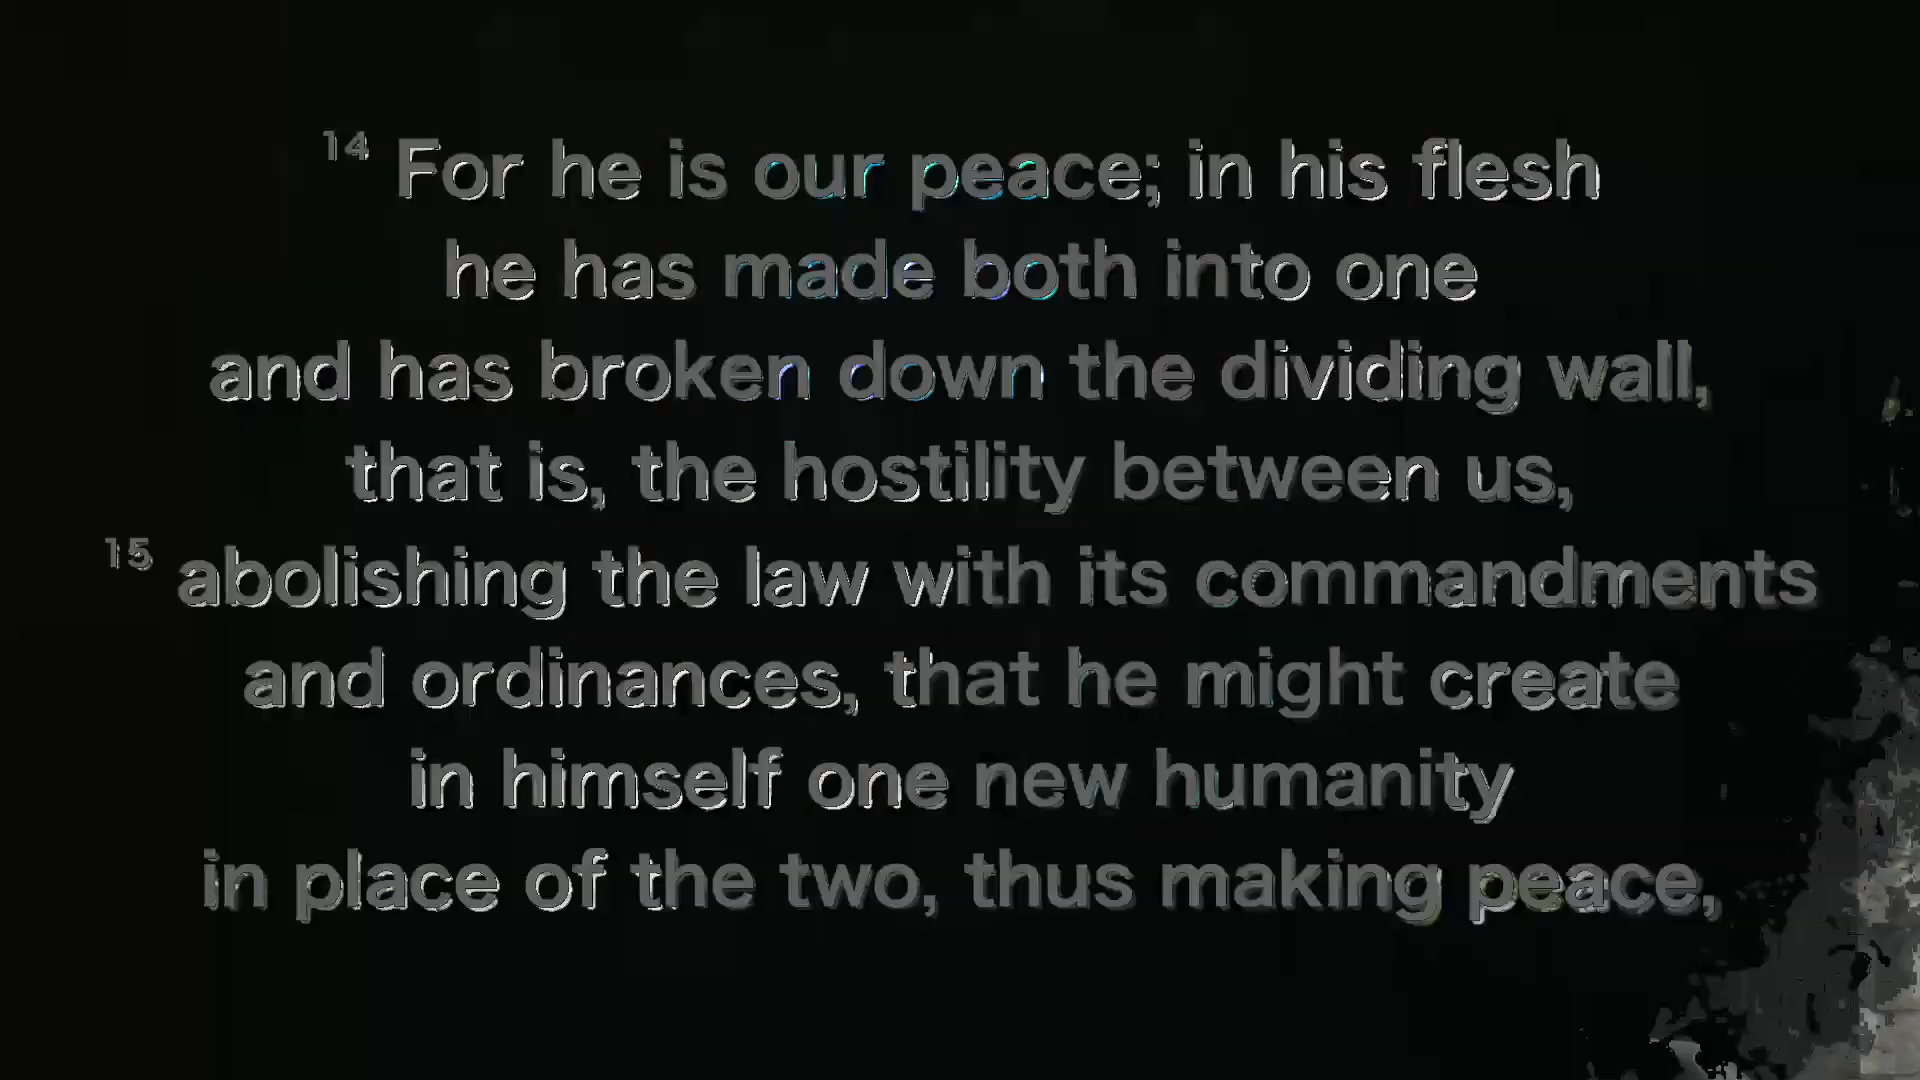 14 For he is our peace; in his flesh
he has made both into one
and has broken down the dividing wall,
that is, the hostility between us,
15 abolishing the law with its commandments
and ordinances, that he might create
in himself one new humanity
in place of the two, thus making peace,